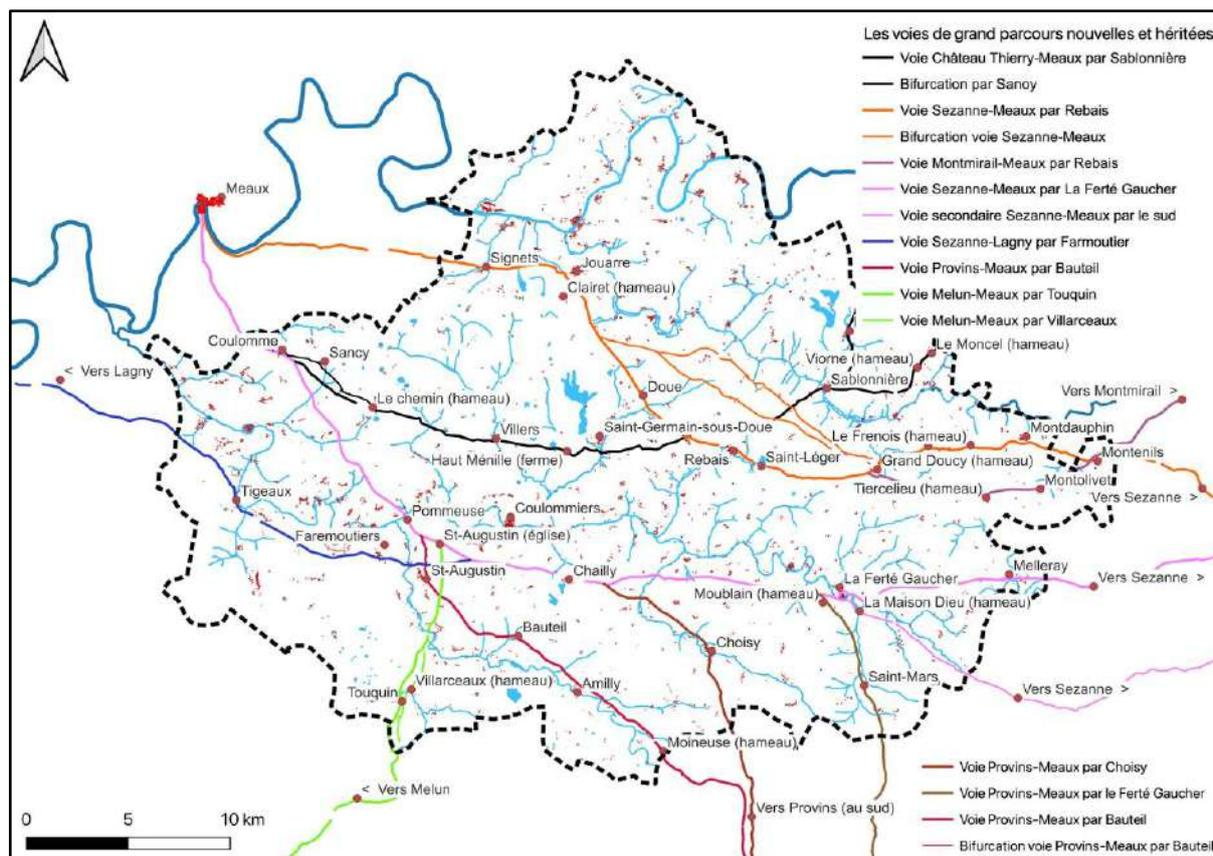 Les voies de grand parcours nouvelles et héritées
Voie Château Thierry-Meaux par Sablonnière
Bifurcation par Sanoy
Voie Sezanne-Meaux par Rebais
Bifurcation voie Sezanne-Meaux
Voie Montmirail-Meaux par Rebais
Voie Sezanne-Meaux par La Ferté Gaucher
Voie secondaire Sezanne-Meaux par le sud
Voie Sezanne-Lagny par Farmoutier
Voie Provins-Meaux par Bauteil
Voie Melun-Meaux par Touquin
Voie Melun-Meaux par Villarceaux
Meaux
Signets
Jouarre
Clairet (hameau)
Coulomme
Sancy
Viorne (hameau)
Le Moncel (hameau)
< Vers Lagny
Le chemin (hameau)
Doue
Sablonnière
Vers Montmirail >
Villers
Saint-Germain-sous-Doue
Le Frenois (hameau)
Montdauphin
Haut Ménille (ferme)
Rebais
Saint-Léger
Grand Doucy (hameau)
Montenils
Tigeaux
Tiercelieu (hameau)
Montolivet
Vers Sezanne >
Pommeuse
Coulommiers
Faremoutiers
St-Augustin (église)
St-Augustin
Chailly
La Ferté Gaucher
Melleray
Vers Sezanne >
Moublain (hameau)
La Maison Dieu (hameau)
Bauteil
Choisy
Villarceaux (hameau)
Touquin
Amilly
Saint-Mars
Vers Sezanne >
Moineuse (hameau)
< Vers Melun
Vers Provins (au sud)
0 5 10 km
Voie Provins-Meaux par Choisy
Voie Provins-Meaux par le Ferté Gaucher
Voie Provins-Meaux par Bauteil
Bifurcation voie Provins-Meaux par Bauteil